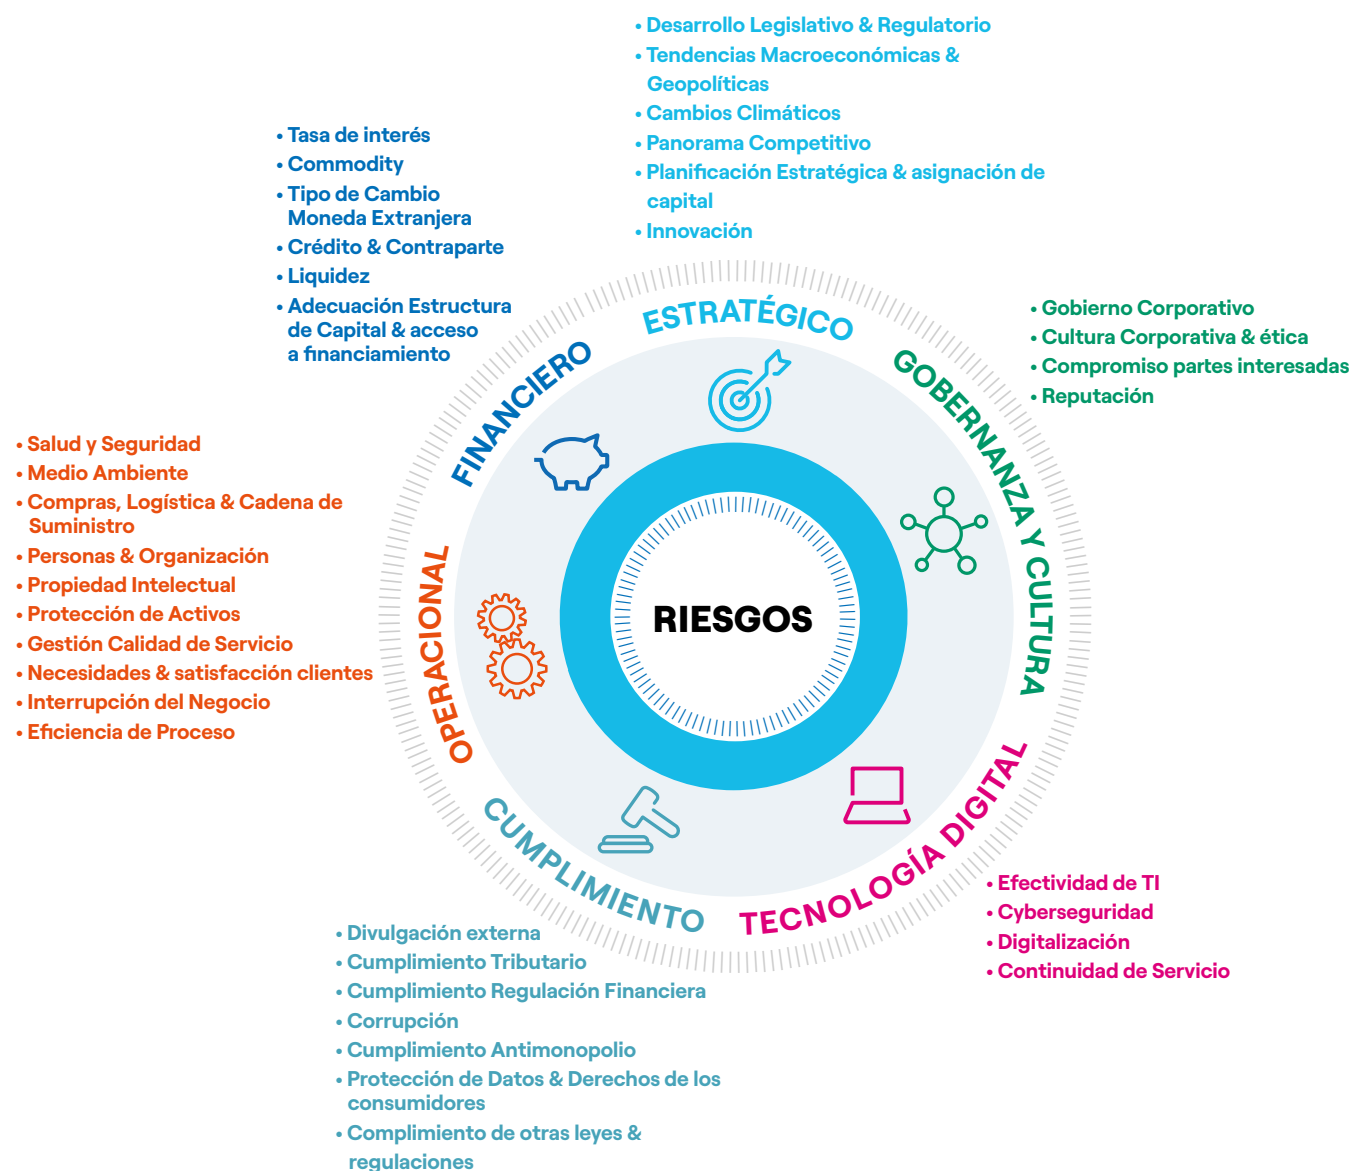 • Desarrollo Legislativo & Regulatorio
• Tendencias Macroeconómicas &
Geopolíticas
• Cambios Climáticos
• Panorama Competitivo
• Planificación Estratégica & asignación de
capital
• Innovación
• Tasa de interés
• Commodity
• Tipo de Cambio
Moneda Extranjera
• Crédito & Contraparte
• Liquidez
• Adecuación Estructura
de Capital & acceso
a financiamiento
• Gobierno Corporativo
• Cultura Corporativa & ética
• Compromiso partes interesadas
• Reputación
• Salud y Seguridad
• Medio Ambiente
• Compras, Logística & Cadena de
Suministro
• Personas & Organización
• Propiedad Intelectual
• Protección de Activos
• Gestión Calidad de Servicio
• Necesidades & satisfacción clientes
• Interrupción del Negocio
• Eficiencia de Proceso
ESTRATÉGICO
FINANCIERO
GOBERNANZA Y CULTURA
OPERACIONAL
RIESGOS
CUMPLIMIENTO
TECNOLOGÍA DIGITAL
• Efectividad de TI
• Cyberseguridad
• Digitalización
• Continuidad de Servicio
• Divulgación externa
• Cumplimiento Tributario
• Cumplimiento Regulación Financiera
• Corrupción
• Cumplimiento Antimonopolio
• Protección de Datos & Derechos de los
consumidores
• Complimiento de otras leyes &
regulaciones